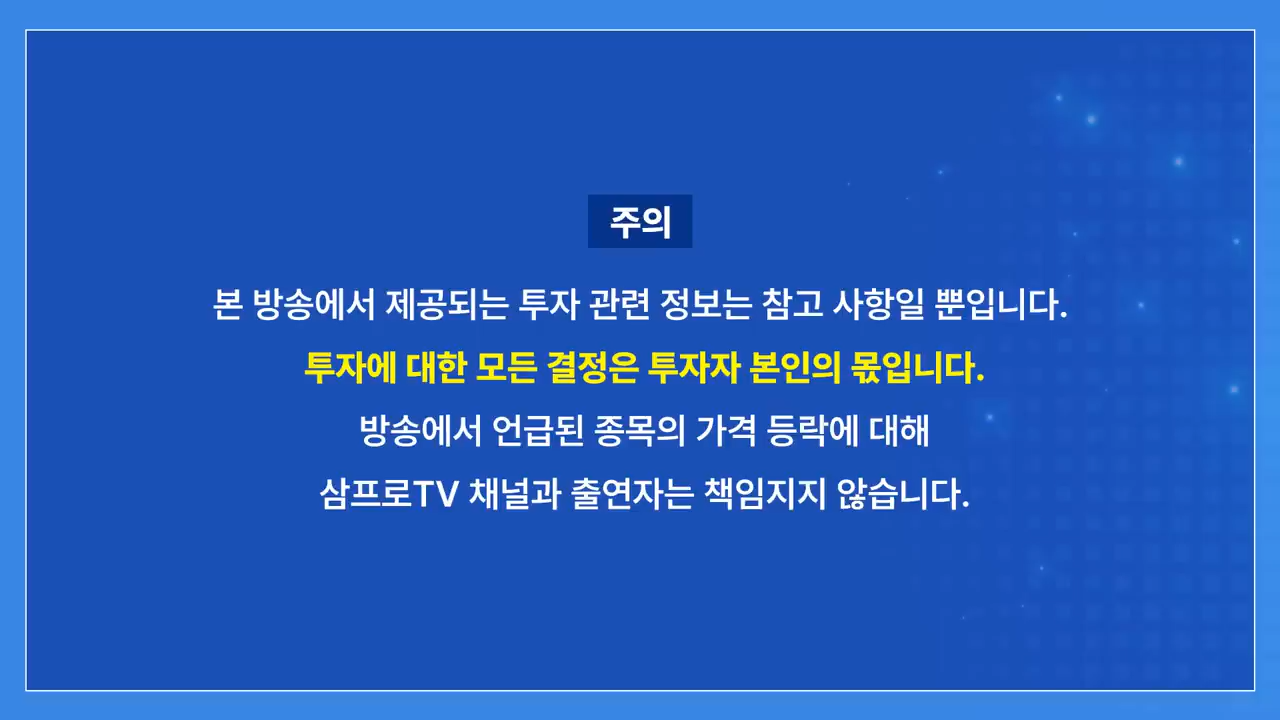 주의
본 방송에서 제공되는 투자 관련 정보는 참고 사항일 뿐입니다.
투자에 대한 모든 결정은 투자자 본인의 몫입니다.
방송에서 언급된 종목의 가격 등락에 대해
삼프로TV 채널과 출연자는 책임지지 않습니다.